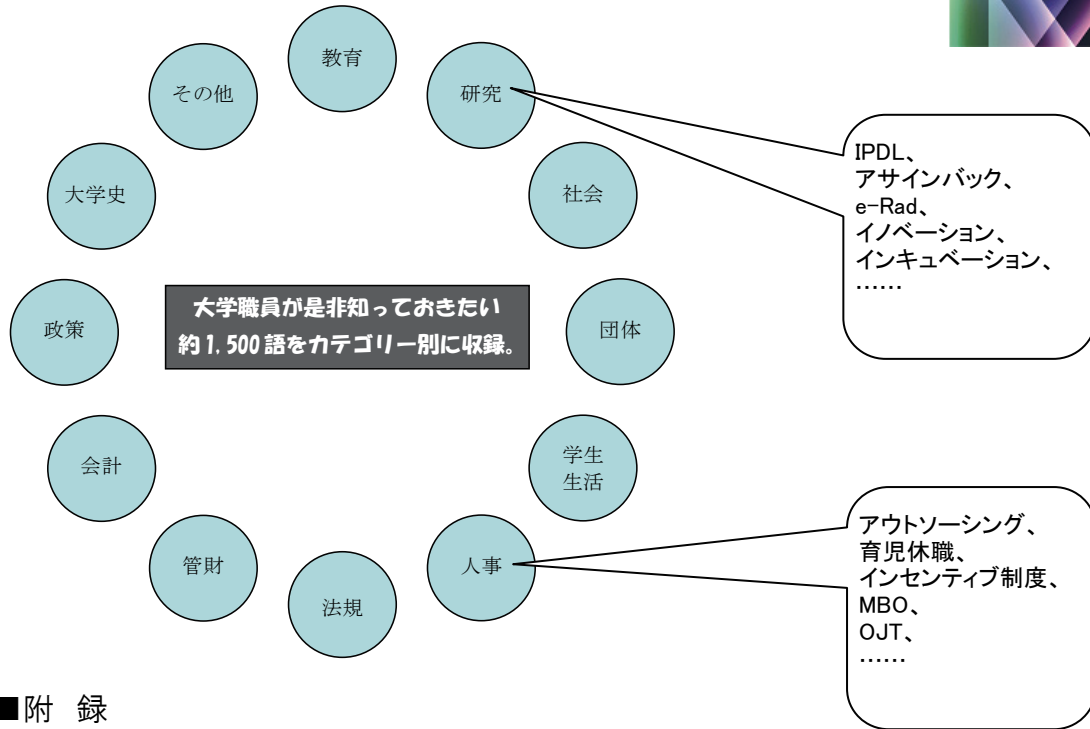 教育
研究
社会
団体
学生
生活
人事
法規
管財
会計
政策
大学史
その他
大学職員が是非知っておきたい
約1,500語をカテゴリー別に収録。
IPDL、
アサインバック、
e-Rad、
イノベーション、
インキュベーション、
……
アウトソーシング、
育児休職、
インセンティブ制度、
MBO、
OJT、
……
■附 録